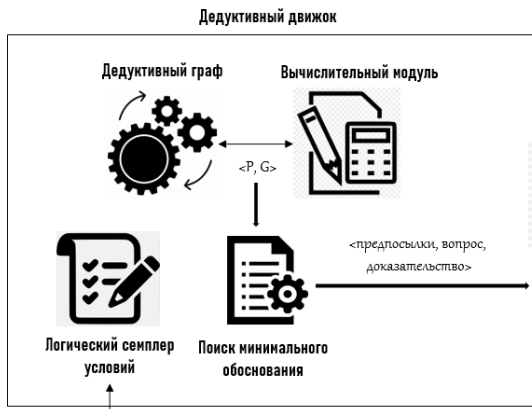 Дедуктивный движок
Дедуктивный граф
Вычислительный модуль
<P, G>
<предпосылки, вопрос,
доказательство>
Логический семплер
условий
Поиск минимального
обоснования